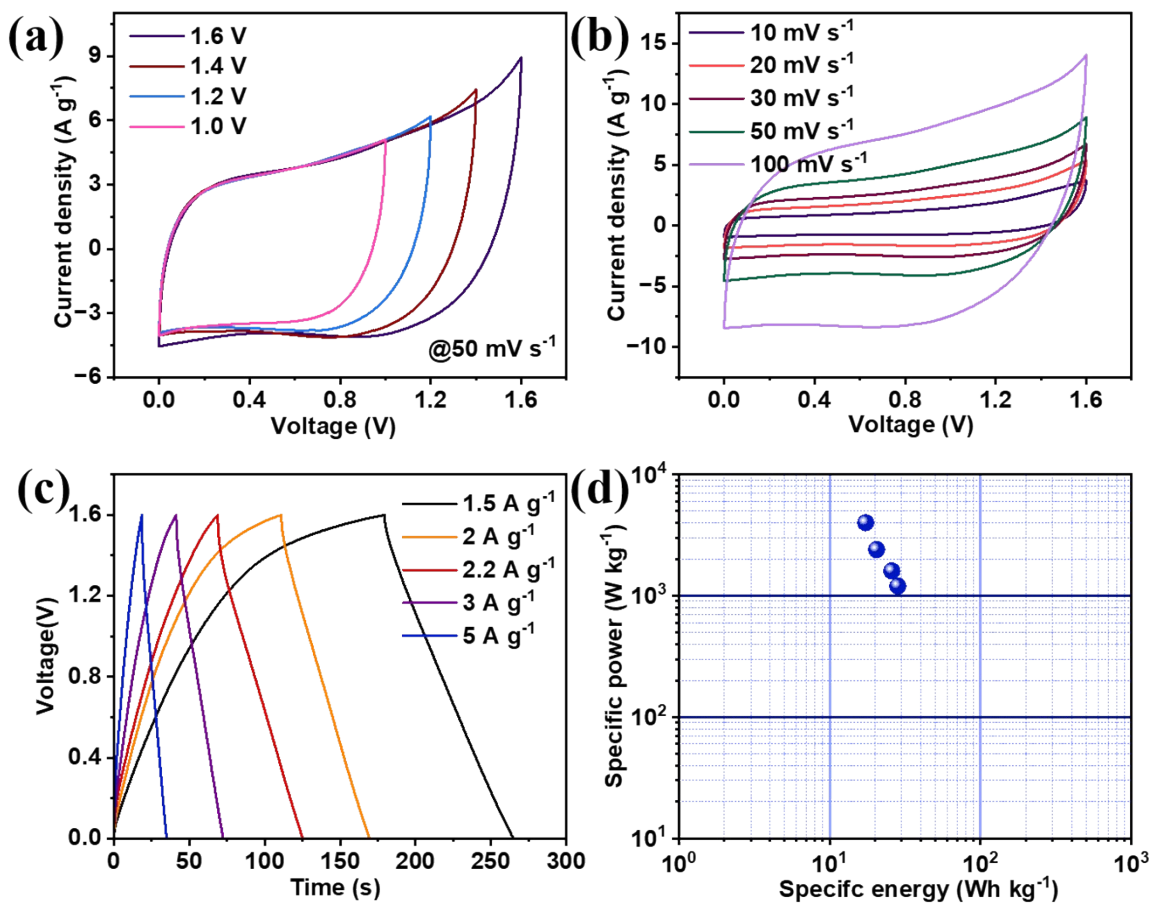 (a)
1.6 V
1.4 V
1.2 V
1.0 V
@50 mV s⁻¹
Current density (A g⁻¹)
9
6
3
0
−3
−6
0.0 0.4 0.8 1.2 1.6
Voltage (V)
(b)
10 mV s⁻¹
20 mV s⁻¹
30 mV s⁻¹
50 mV s⁻¹
100 mV s⁻¹
Current density (A g⁻¹)
15
10
5
0
−5
−10
0.0 0.4 0.8 1.2 1.6
Voltage (V)
(c)
1.5 A g⁻¹
2 A g⁻¹
2.2 A g⁻¹
3 A g⁻¹
5 A g⁻¹
Voltage(V)
1.6
1.2
0.8
0.4
0.0
0 25 50 75 100 125 150 175 200 225 250 275 300
Time (s)
(d)
Specific power (W kg⁻¹)
10⁴
10³
10²
10¹
10⁰ 10¹ 10² 10³
Specifc energy (Wh kg⁻¹)